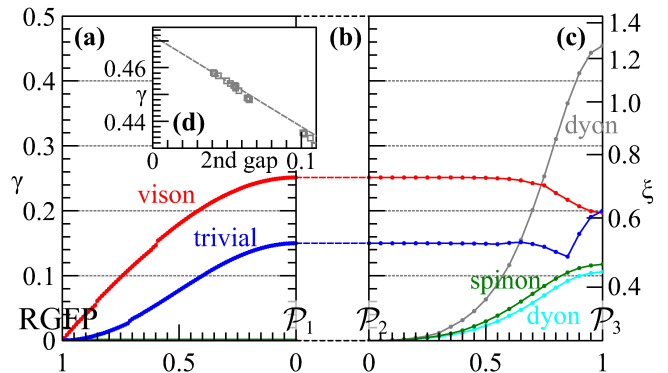 0.5
0.4
0.3
0.2
0.1
0
γ
(a)
0.46
γ
0.44
(d)
0
2nd gap
0.1
vison
trivial
RGFP
𝒫1
1
0.5
0
(b)
𝒫2
(c)
dyon
spinon
dyon
𝒫3
0
0.5
1
1.4
1.2
1.0
0.8
0.6
0.4
ξ